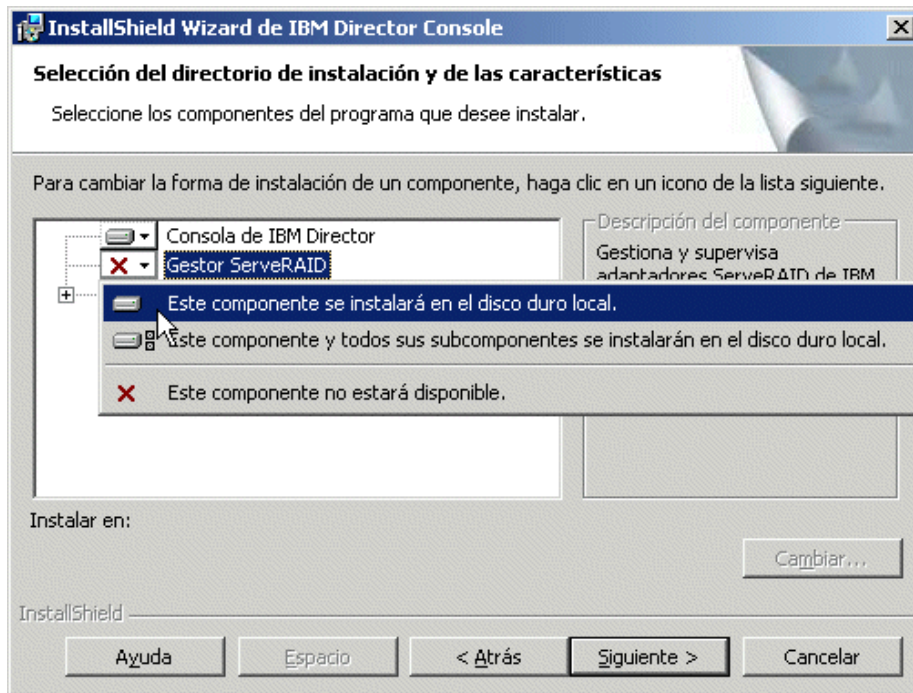 InstallShield Wizard de IBM Director Console
Selección del directorio de instalación y de las características
Seleccione los componentes del programa que desee instalar.
Para cambiar la forma de instalación de un componente, haga clic en un icono de la lista siguiente.
Consola de IBM Director
Gestor ServeRAID
Descripción del componente
Gestiona y supervisa
adaptadores ServeRAID de IBM
Este componente se instalará en el disco duro local.
Este componente y todos sus subcomponentes se instalarán en el disco duro local.
Este componente no estará disponible.
Instalar en:
Cambiar...
InstallShield
Ayuda
Espacio
< Atrás
Siguiente >
Cancelar